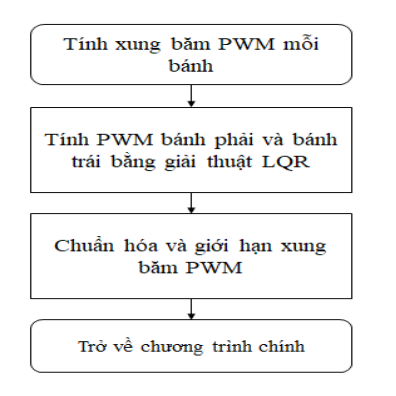 Tính xung băm PWM mỗi
bánh
Tính PWM bánh phải và bánh
trái bằng giải thuật LQR
Chuẩn hóa và giới hạn xung
băm PWM
Trở về chương trình chính